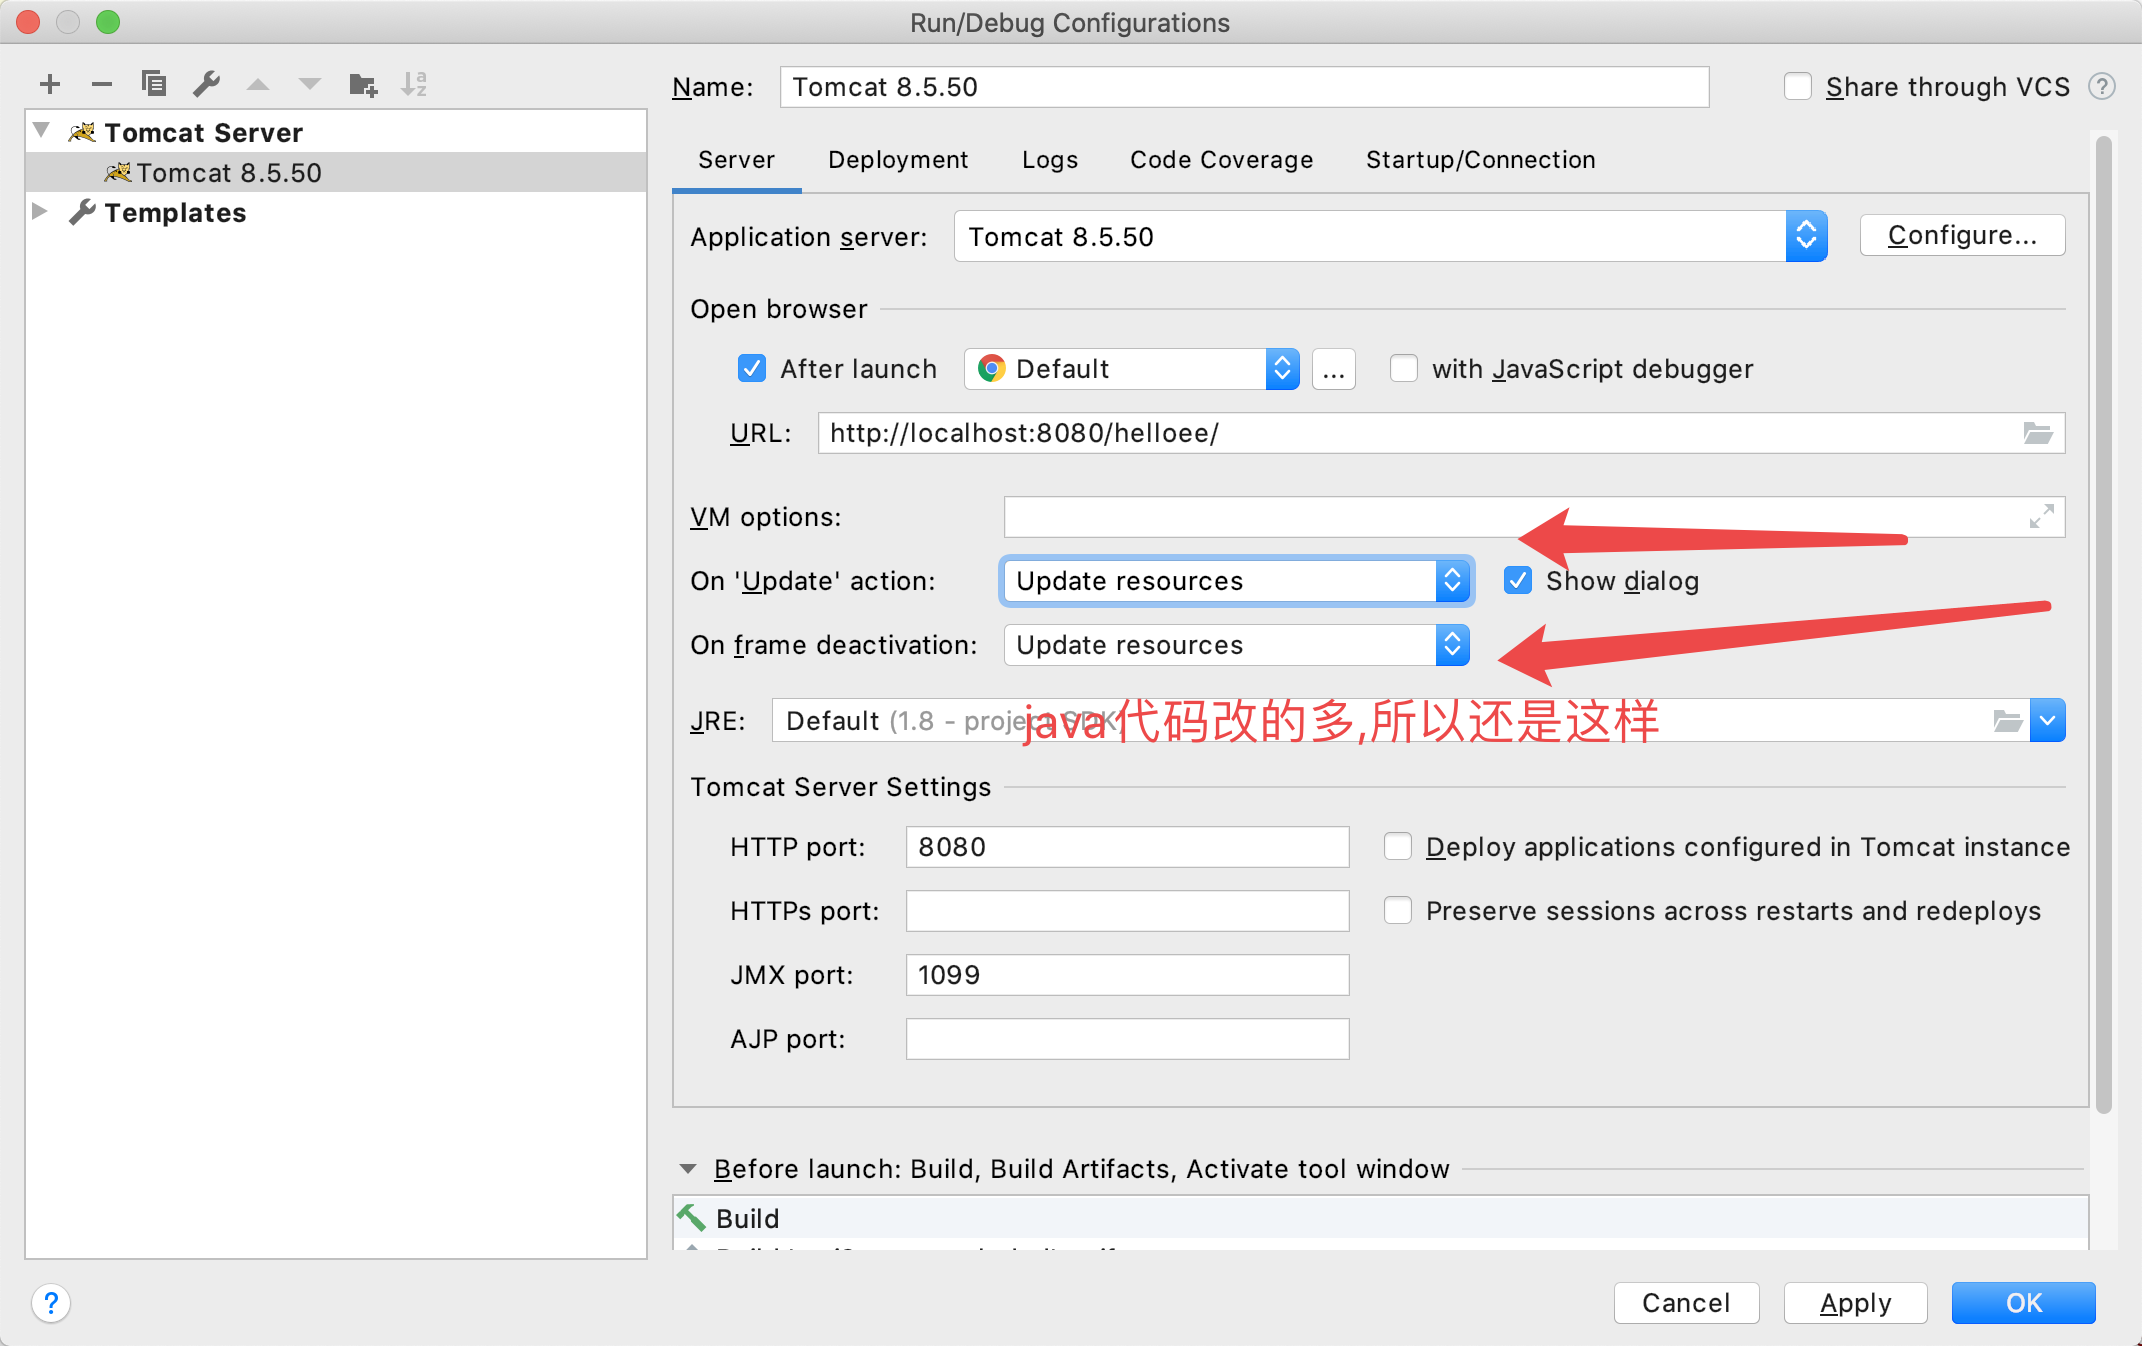 Run/Debug Configurations
Name: Tomcat 8.5.50
Share through VCS ?
Tomcat Server
Tomcat 8.5.50
Templates
Server Deployment Logs Code Coverage Startup/Connection
Application server: Tomcat 8.5.50 Configure...
Open browser
After launch Default ... with JavaScript debugger
URL: http://localhost:8080/helloee/
VM options:
On 'Update' action: Update resources Show dialog
On frame deactivation: Update resources
JRE: Default (1.8 - project SDK)
java代码改的多,所以还是这样
Tomcat Server Settings
HTTP port: 8080 Deploy applications configured in Tomcat instance
HTTPs port: Preserve sessions across restarts and redeploys
JMX port: 1099
AJP port:
Before launch: Build, Build Artifacts, Activate tool window
Build
? Cancel Apply OK